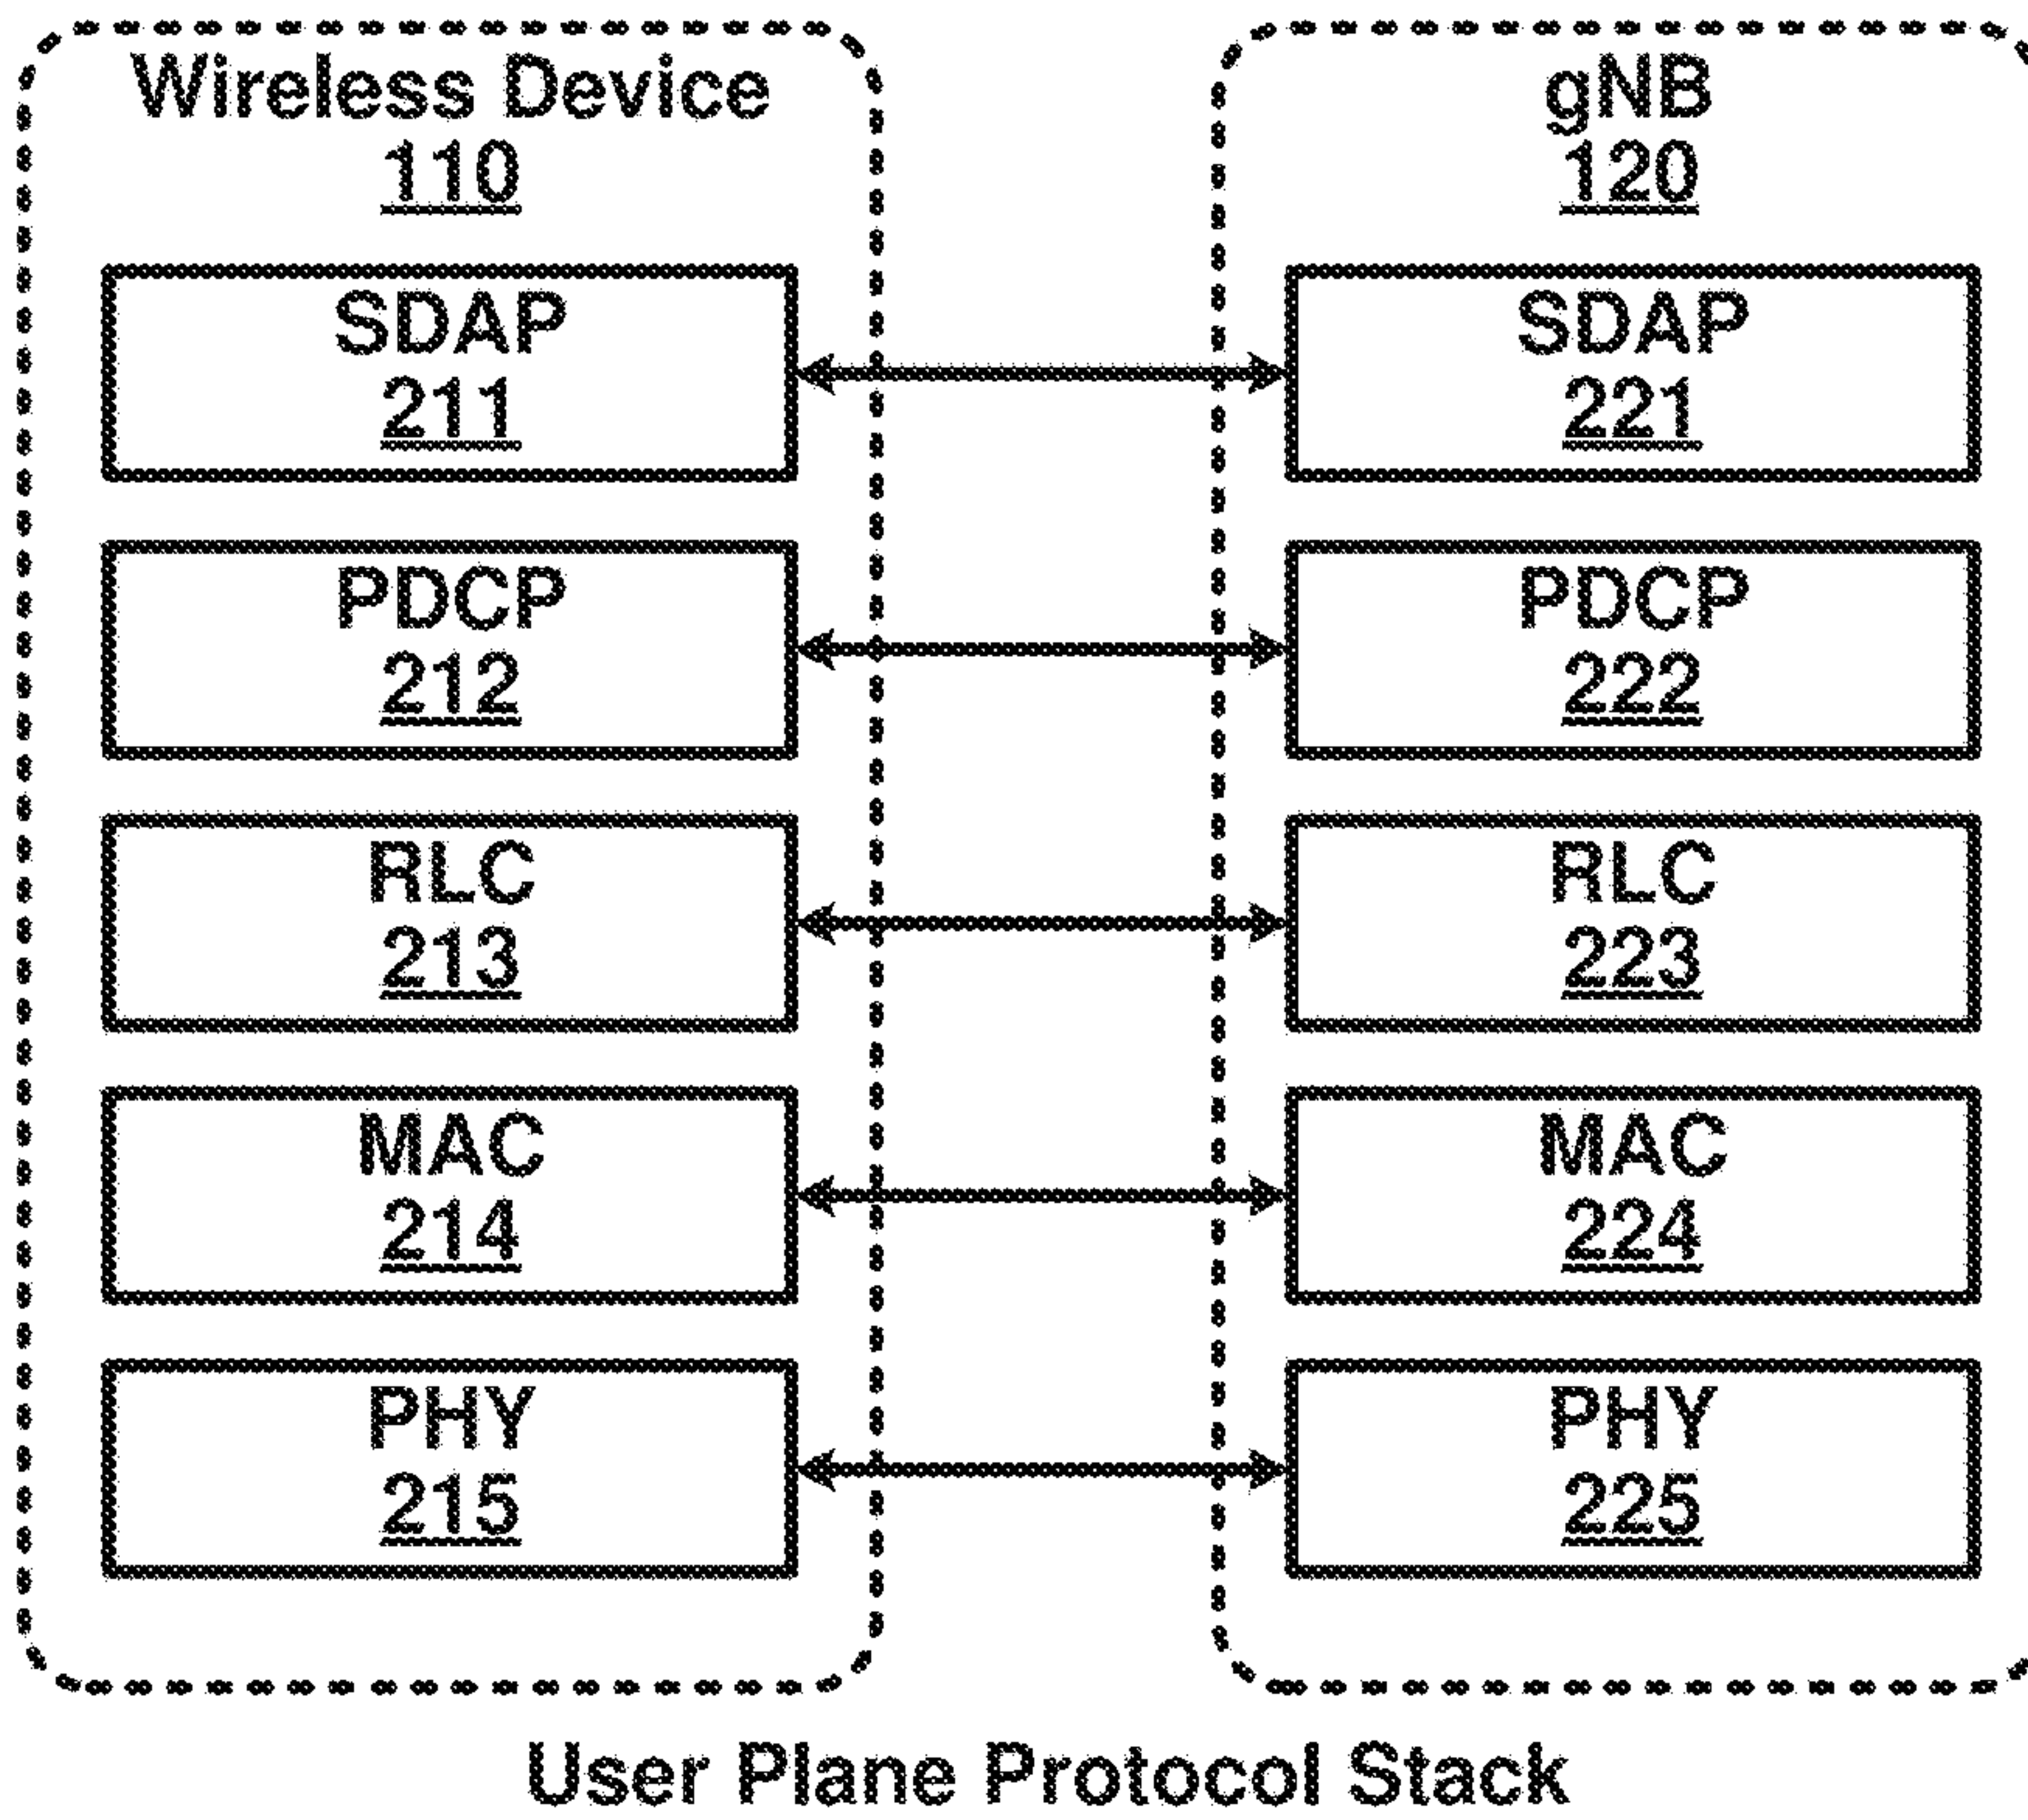 Wireless Device
110
SDAP
211
PDCP
212
RLC
213
MAC
214
PHY
215
gNB
120
SDAP
221
PDCP
222
RLC
223
MAC
224
PHY
225
User Plane Protocol Stack